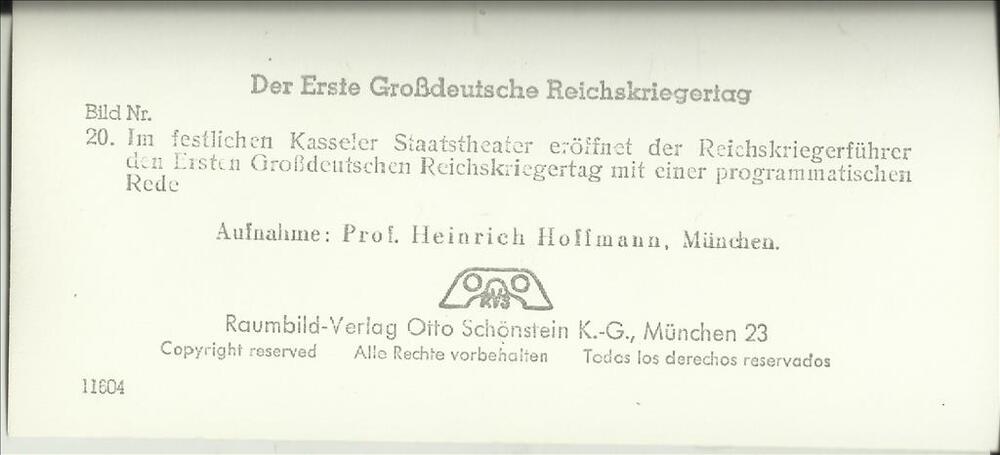 Der Erste Großdeutsche Reichskriegertag
Bild Nr.
20. Im festlichen Kasseler Staatstheater eröffnet der Reichskriegerführer
den Ersten Großdeutschen Reichskriegertag mit einer programmatischen
Rede
Aufnahme: Prof. Heinrich Hoffmann, München.
RVS
Raumbild-Verlag Otto Schönstein K.-G., München 23
Copyright reserved Alle Rechte vorbehalten Todos los derechos reservados
11604